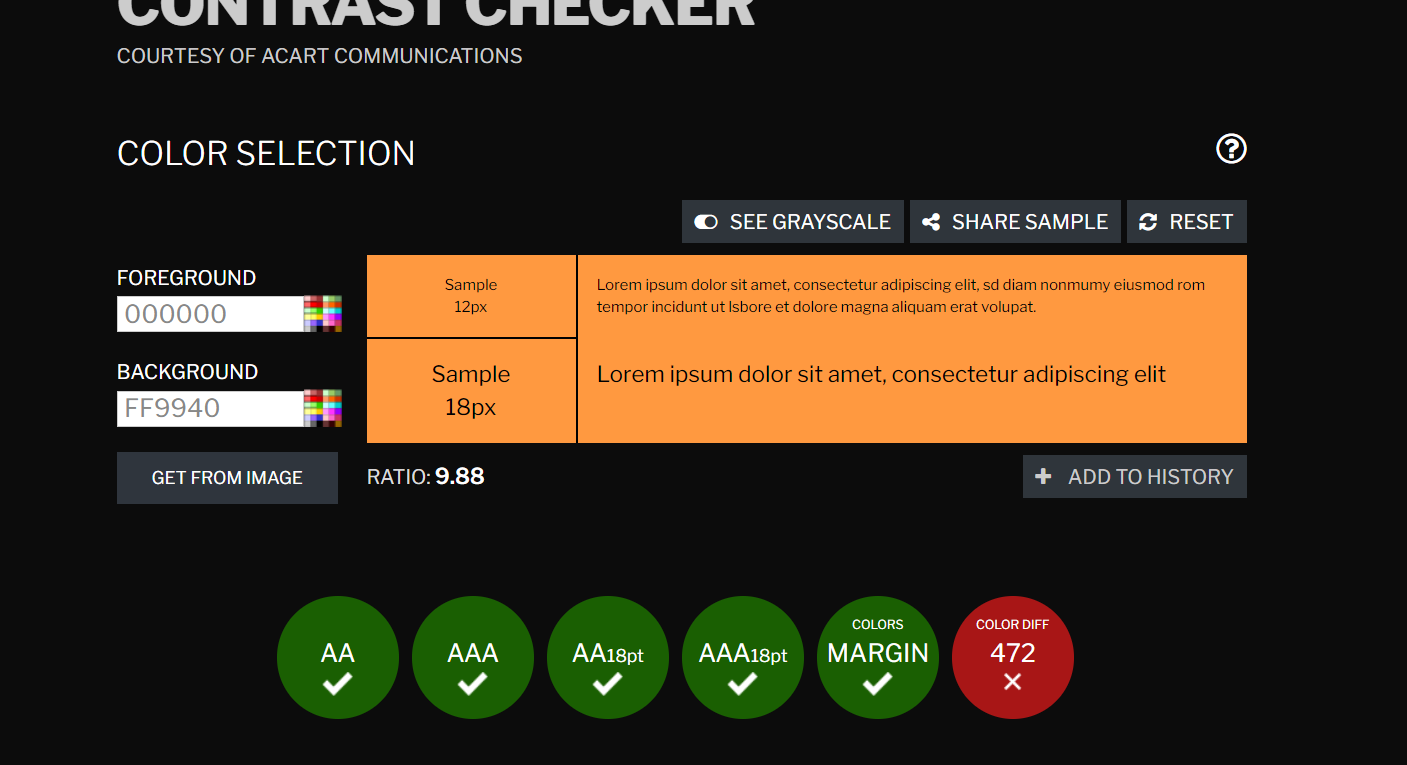 CONTRAST CHECKER
COURTESY OF ACART COMMUNICATIONS
COLOR SELECTION
SEE GRAYSCALE
SHARE SAMPLE
RESET
FOREGROUND
000000
BACKGROUND
FF9940
GET FROM IMAGE
Sample
12px
Lorem ipsum dolor sit amet, consectetur adipiscing elit, sd diam nonmumy eiusmod rom
tempor incidunt ut lsbore et dolore magna aliquam erat volupat.
Sample
18px
Lorem ipsum dolor sit amet, consectetur adipiscing elit
RATIO: 9.88
ADD TO HISTORY
AA
AAA
AA18pt
AAA18pt
COLORS
MARGIN
COLOR DIFF
472